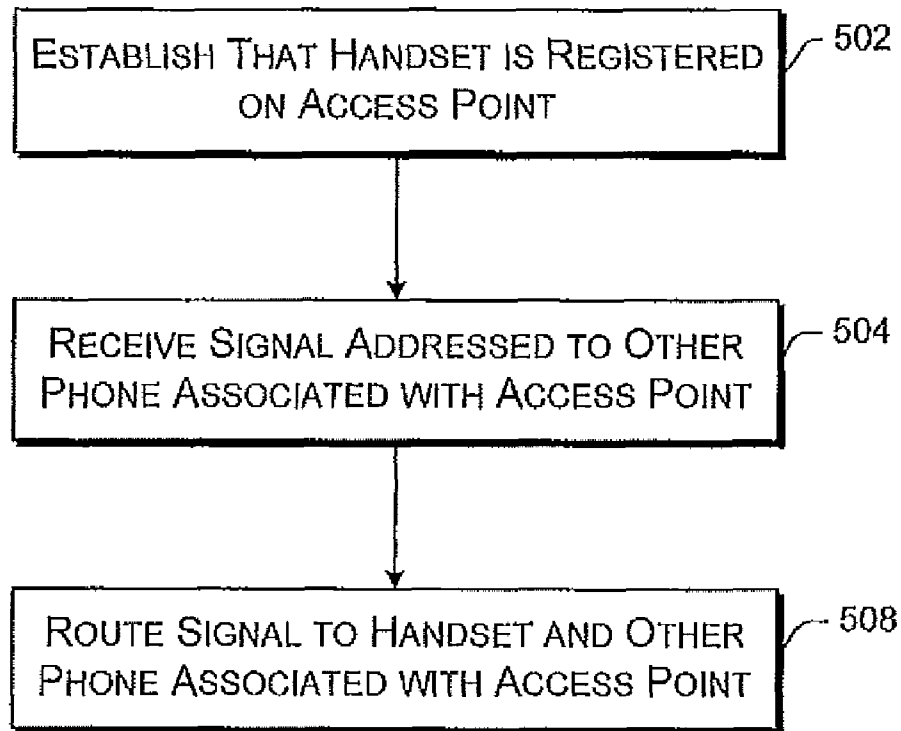 ESTABLISH THAT HANDSET IS REGISTERED
ON ACCESS POINT
502
RECEIVE SIGNAL ADDRESSED TO OTHER
PHONE ASSOCIATED WITH ACCESS POINT
504
ROUTE SIGNAL TO HANDSET AND OTHER
PHONE ASSOCIATED WITH ACCESS POINT
508